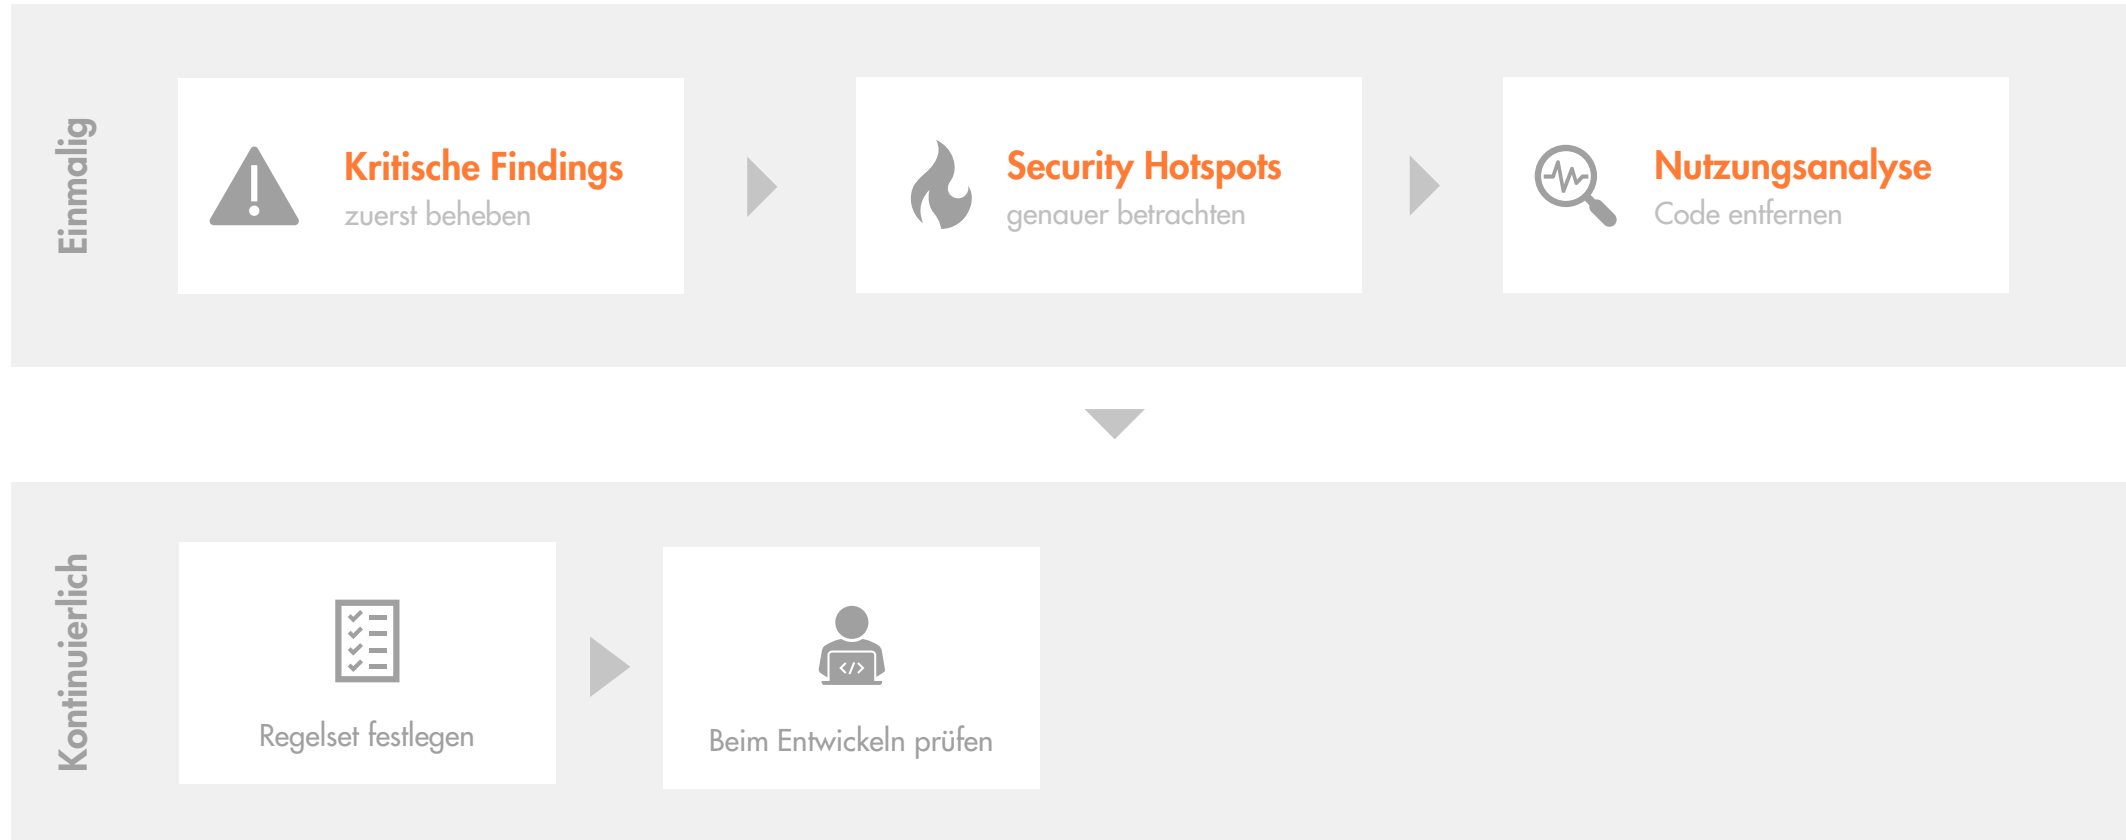 Einmalig
Kritische Findings
zuerst beheben
Security Hotspots
genauer betrachten
Nutzungsanalyse
Code entfernen
Kontinuierlich
Regelset festlegen
</>
Beim Entwickeln prüfen